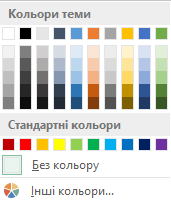 Кольори теми
Стандартні кольори
Без кольору
Інші кольори...